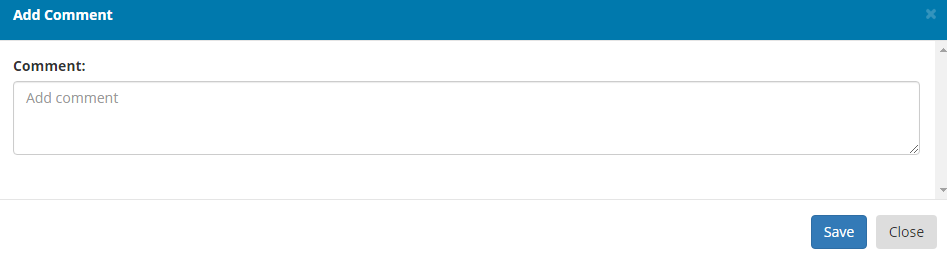 Add Comment
Comment:
Add comment
Save Close